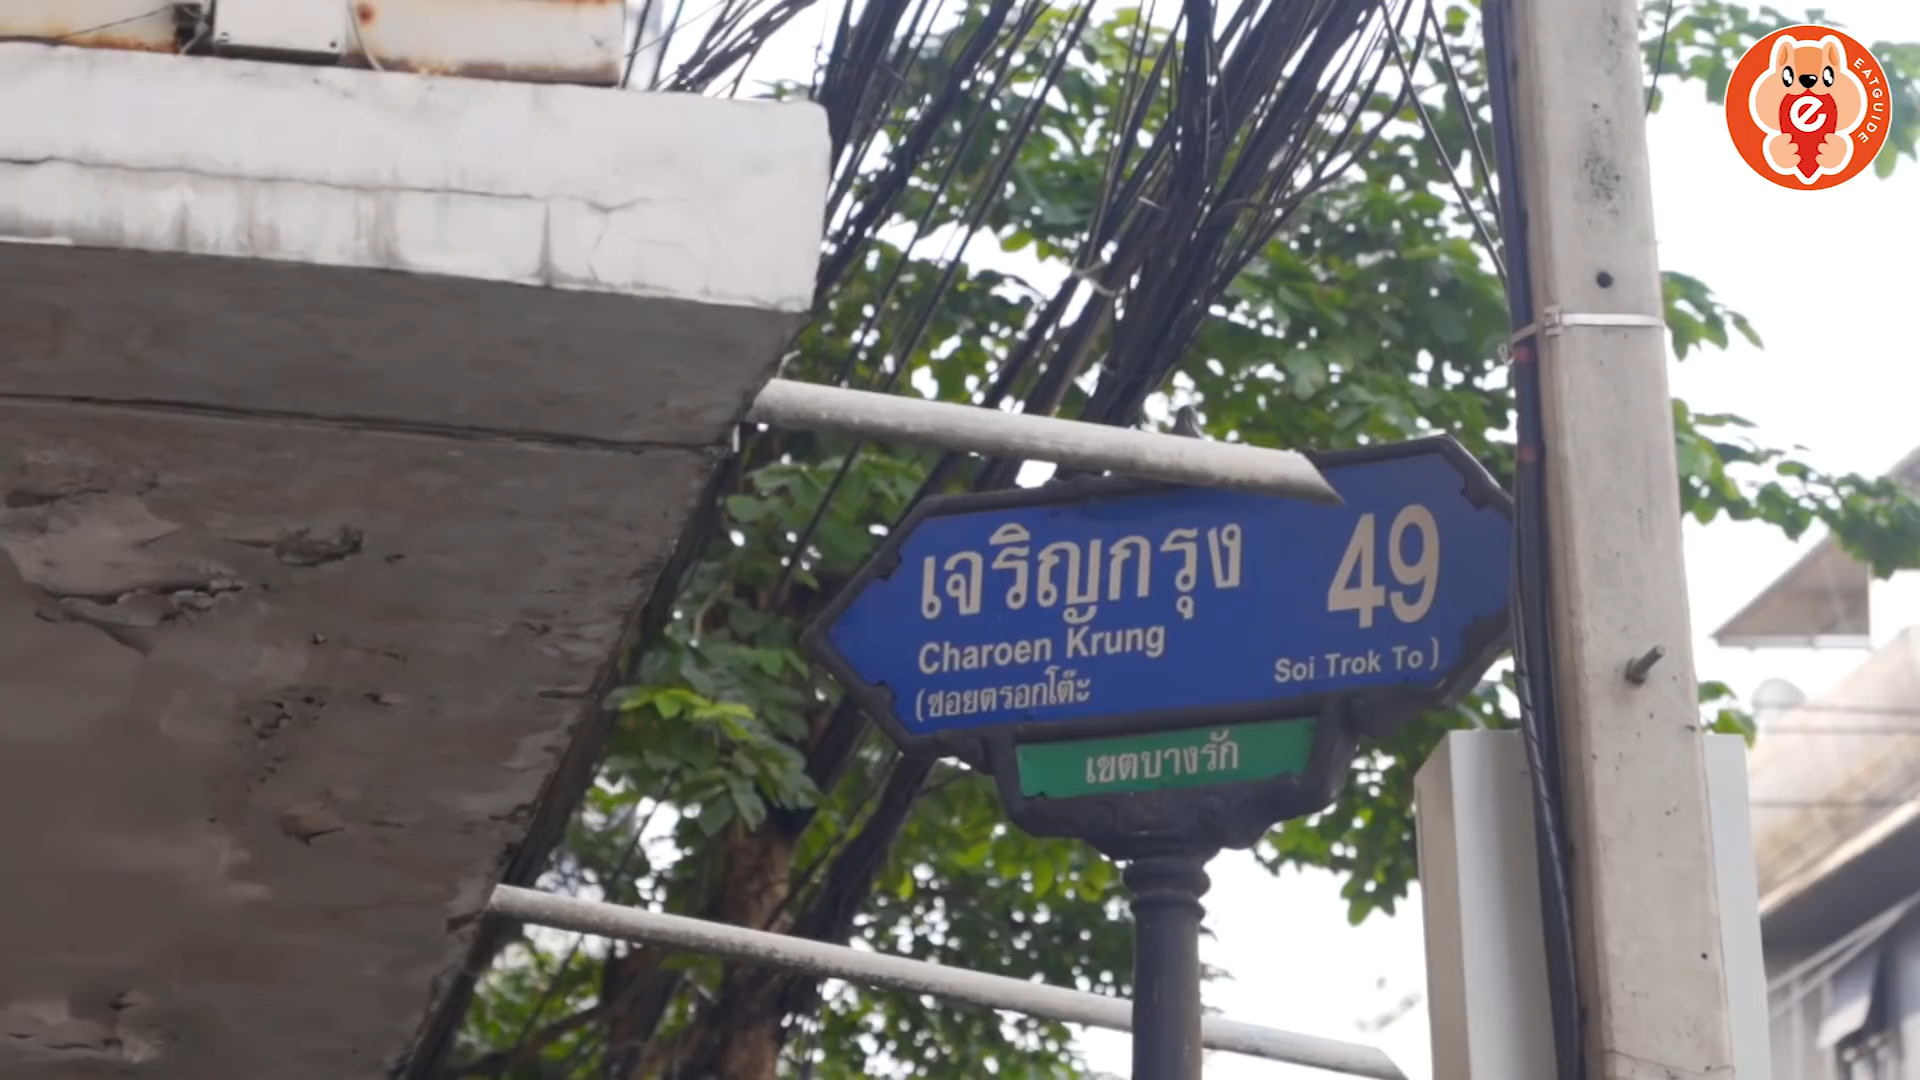 EATGUIDE
e
เจริญกรุง 49
Charoen Krung
(ซอยตรอกโต๊ะ Soi Trok To)
เขตบางรัก